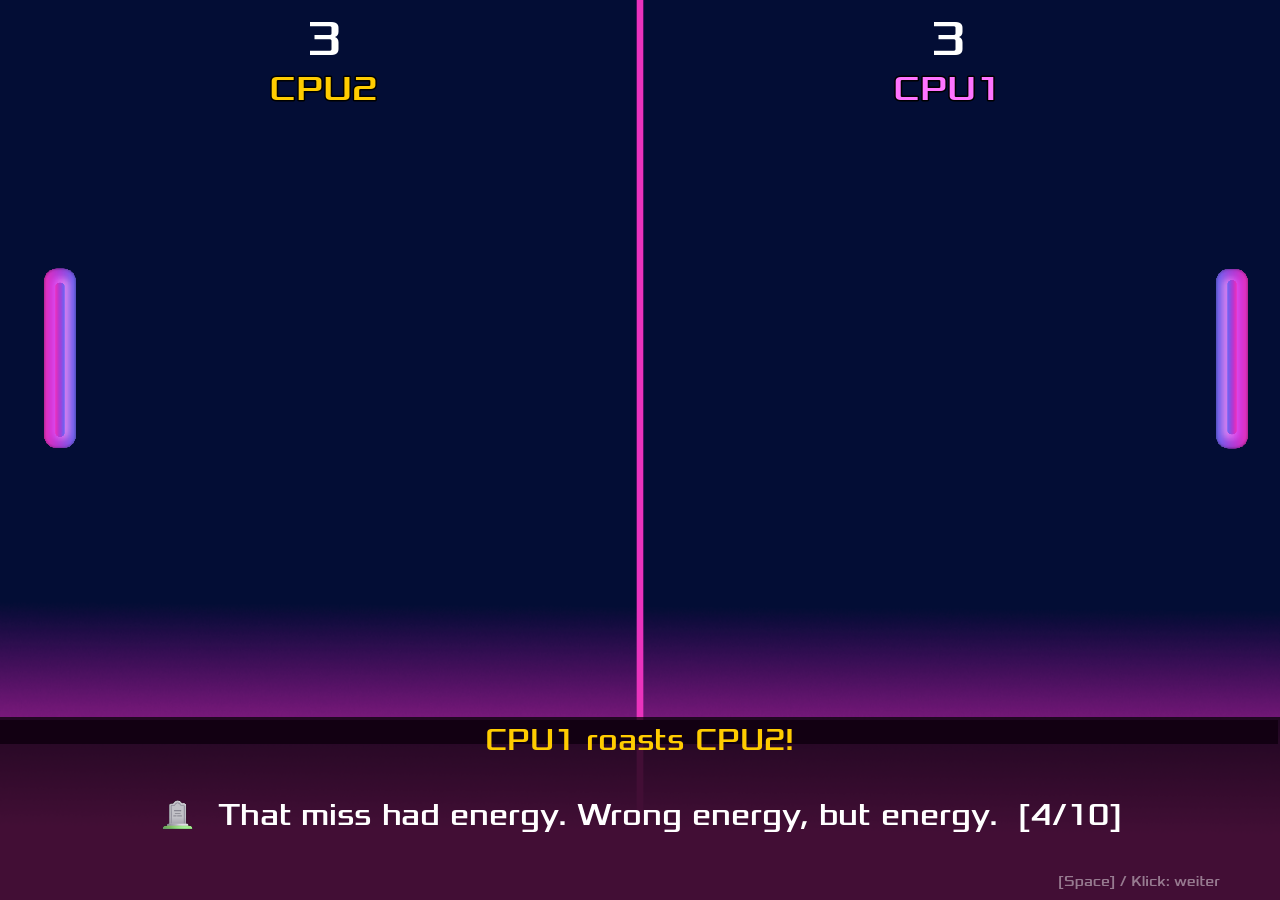 3
3
CPU2
CPU1
CPU1 roasts CPU2!
That miss had energy. Wrong energy, but energy. [4/10]
[Space] / Klick: weiter